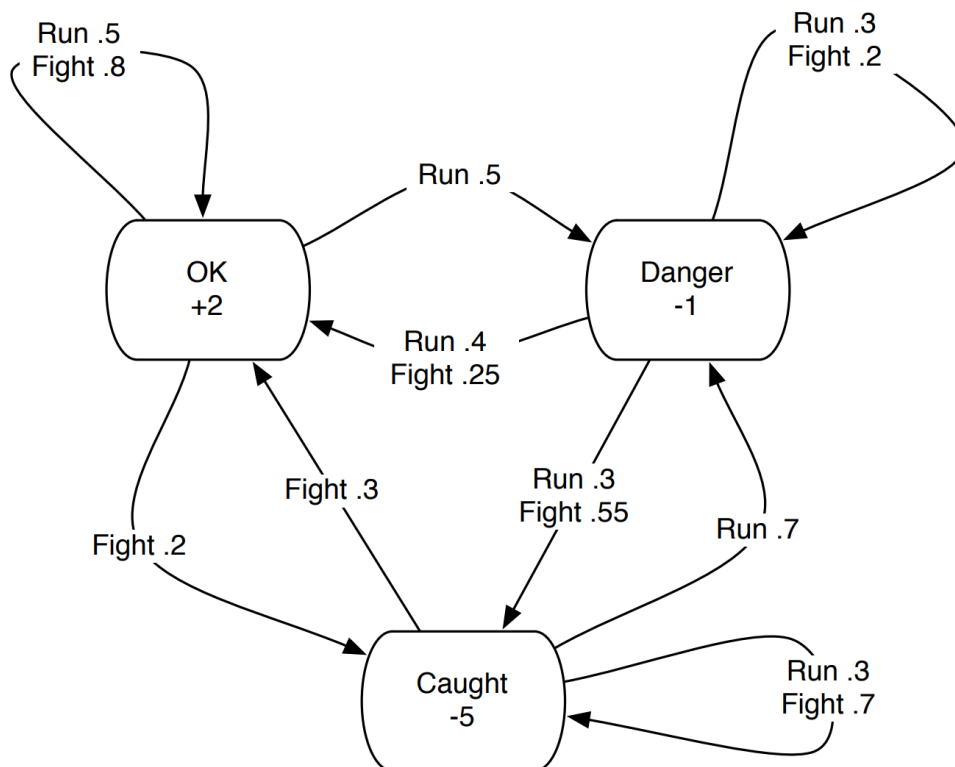 Run .5
Fight .8
Run .3
Fight .2
Run .5
OK
+2
Danger
-1
Run .4
Fight .25
Fight .3
Run .3
Fight .55
Fight .2
Run .7
Caught
-5
Run .3
Fight .7